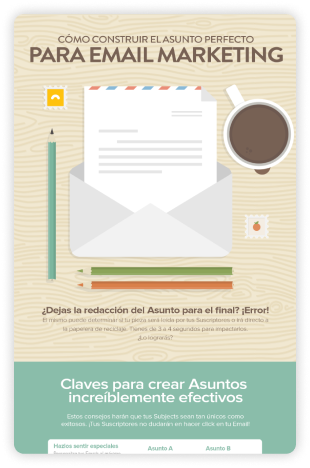 CÓMO CONSTRUIR EL ASUNTO PERFECTO
PARA EMAIL MARKETING
¿Dejas la redacción del Asunto para el final? ¡Error!
El mismo puede determinar si tu pieza será leída por tus Suscriptores o irá directo a
la papelera de reciclaje. Tienes de 3 a 4 segundos para impactarlos.
¿Lo lograrás?
Claves para crear Asuntos
increíblemente efectivos
Estos consejos harán que tus Subjects sean tan únicos como
exitosos. ¡Tus Suscriptores no dudarán en hacer click en tu Email!
Hazlos sentir especiales
Asunto A
Asunto B